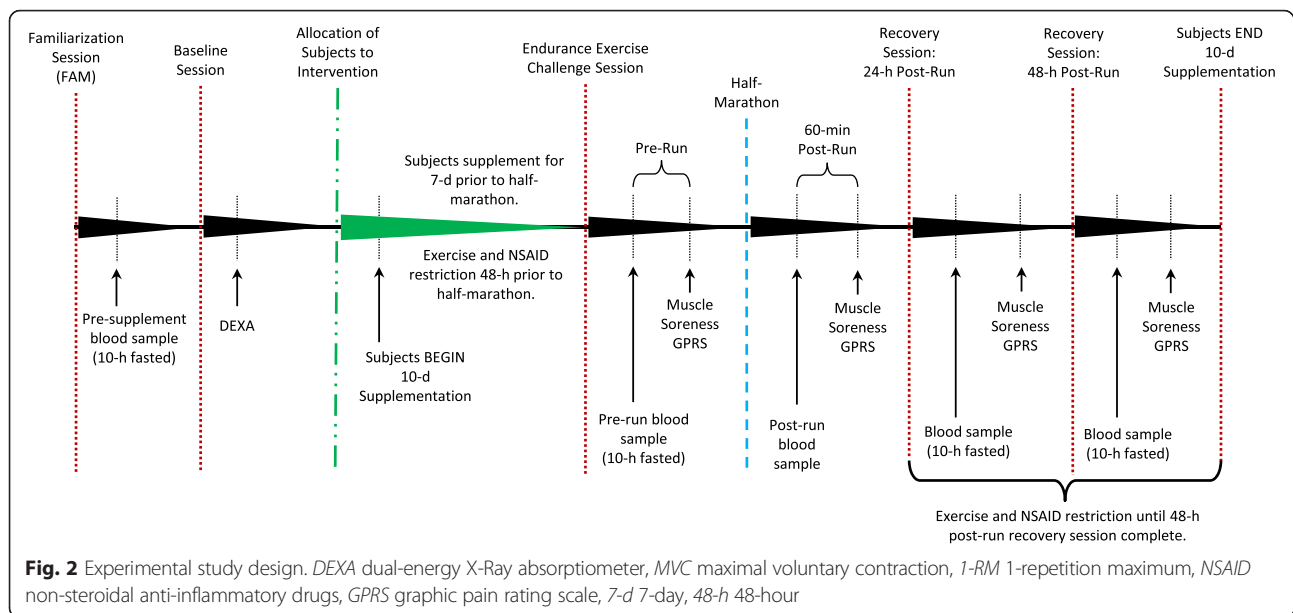 Familiarization
Session
(FAM)
Baseline
Session
Allocation of
Subjects to
Intervention
Endurance Exercise
Challenge Session
Half-
Marathon
Recovery
Session:
24-h Post-Run
Recovery
Session:
48-h Post-Run
Subjects END
10-d
Supplementation
Subjects supplement for
7-d prior to half-
marathon.
Pre-Run
60-min
Post-Run
Exercise and NSAID
restriction 48-h prior to
half-marathon.
Pre-supplement
blood sample
(10-h fasted)
DEXA
Subjects BEGIN
10-d
Supplementation
Pre-run blood
sample
(10-h fasted)
Muscle
Soreness
GPRS
Post-run
blood
sample
Muscle
Soreness
GPRS
Blood sample
(10-h fasted)
Muscle
Soreness
GPRS
Blood sample
(10-h fasted)
Muscle
Soreness
GPRS
Exercise and NSAID restriction until 48-h
post-run recovery session complete.
Fig. 2 Experimental study design. DEXA dual-energy X-Ray absorptiometer, MVC maximal voluntary contraction, 1-RM 1-repetition maximum, NSAID
non-steroidal anti-inflammatory drugs, GPRS graphic pain rating scale, 7-d 7-day, 48-h 48-hour